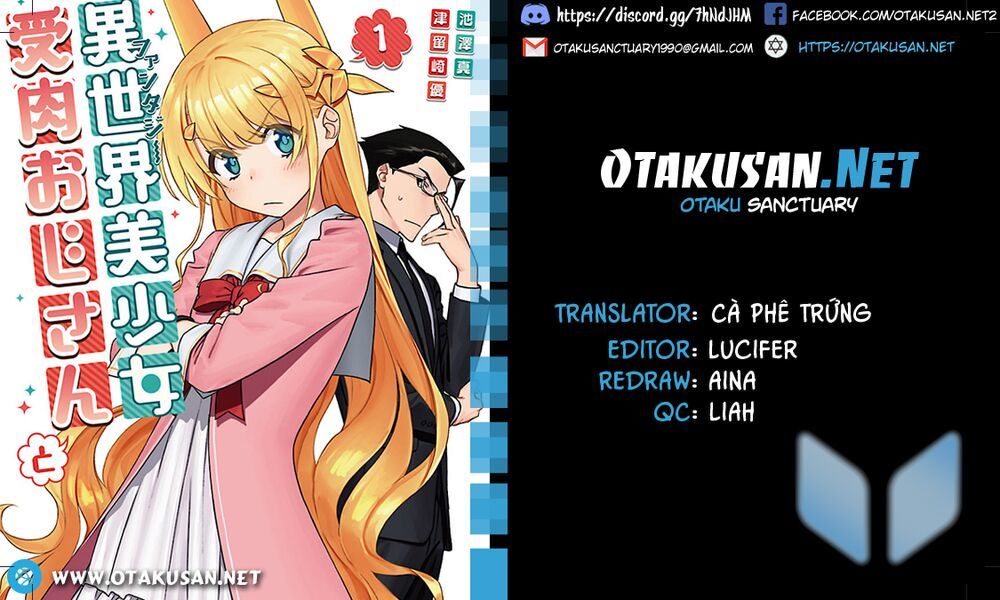 異世界美少女
ファンタジ〜
受肉おじさん
と
1
池澤真
津留崎優
WWW.OTAKUSAN.NET
https://discord.gg/7hNdJHM
FACEBOOK.COM/OTAKUSAN.NET2
OTAKUSANCTUARY1990@GMAIL.COM
HTTPS://OTAKUSAN.NET
OTAKUSAN.NET
OTAKU SANCTUARY
TRANSLATOR: CÀ PHÊ TRỨNG
EDITOR: LUCIFER
REDRAW: AINA
QC: LIAH